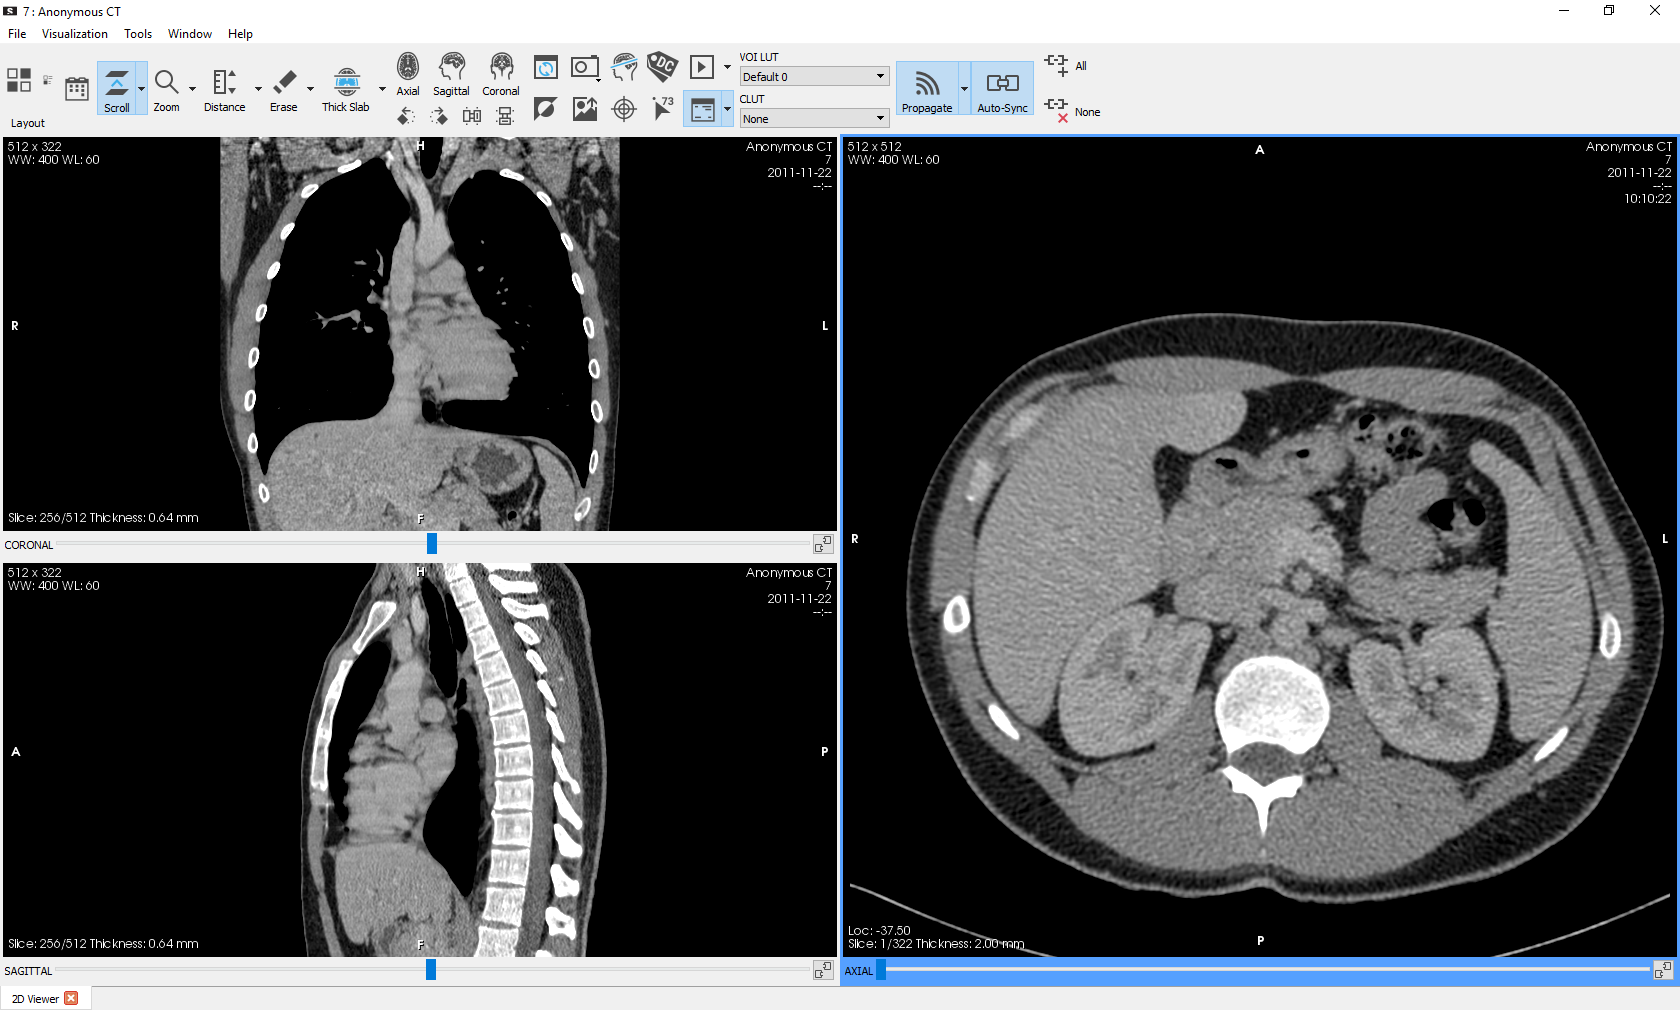 7 : Anonymous CT
File Visualization Tools Window Help
Layout
Scroll
Zoom
Distance
Erase
Thick Slab
Axial
Sagittal
Coronal
DC
73
VOI LUT
Default 0
CLUT
None
Propagate
Auto-Sync
All
None
512 x 322
WW: 400 WL: 60
H
Anonymous CT
7
2011-11-22
--:--
R
L
Slice: 256/512 Thickness: 0.64 mm
F
CORONAL
512 x 322
WW: 400 WL: 60
H
Anonymous CT
7
2011-11-22
--:--
A
P
Slice: 256/512 Thickness: 0.64 mm
F
SAGITTAL
512 x 512
WW: 400 WL: 60
A
Anonymous CT
7
2011-11-22
--:--
10:10:22
R
L
Loc: -37.50
Slice: 1/322 Thickness: 2.00 mm
P
AXIAL
2D Viewer